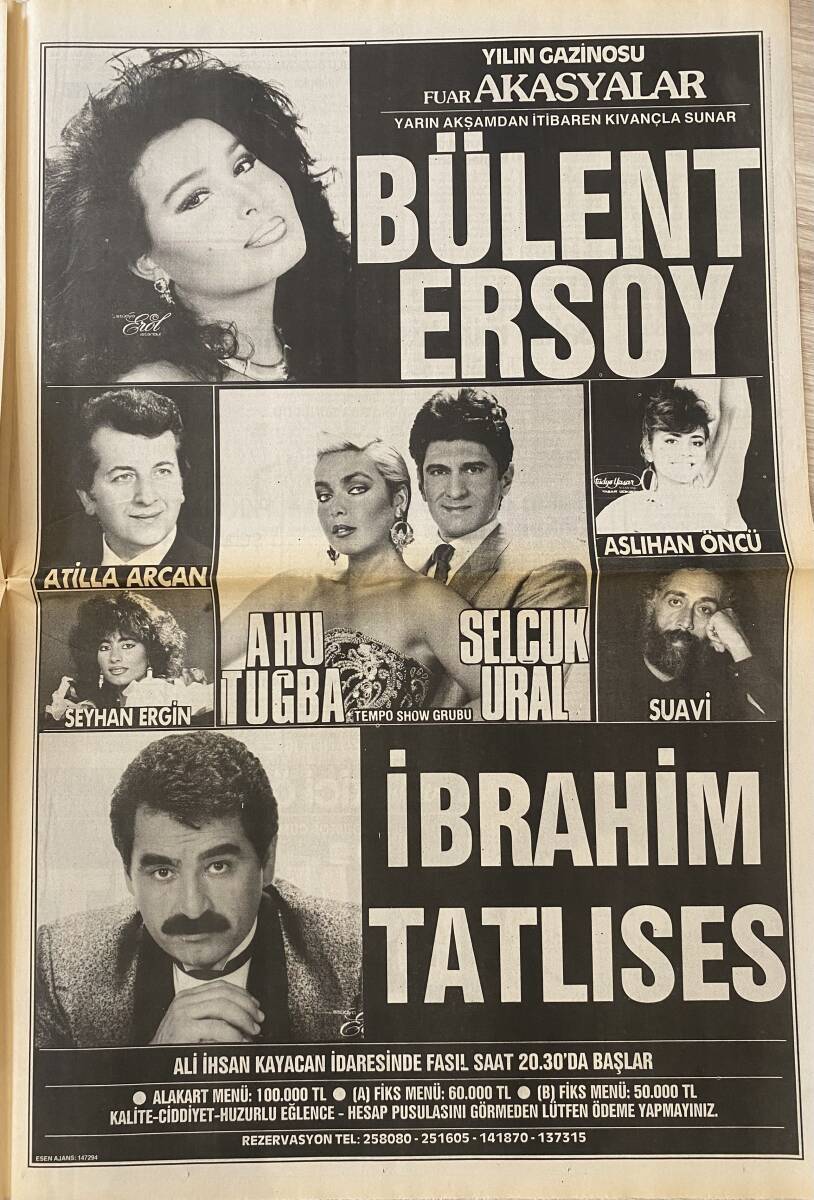 YILIN GAZİNOSU
FUAR AKASYALAR
YARIN AKŞAMDAN İTİBAREN KIVANÇLA SUNAR
BÜLENT
ERSOY
Erol
ATİLLA ARCAN
ASLIHAN ÖNCÜ
SEYHAN ERGİN
AHU
TUĞBA
TEMPO SHOW GRUBU
SELÇUK
URAL
SUAVİ
İBRAHİM
TATLISES
ALİ İHSAN KAYACAN İDARESİNDE FASIL SAAT 20.30'DA BAŞLAR
● ALAKART MENÜ: 100.000 TL ● (A) FİKS MENÜ: 60.000 TL ● (B) FİKS MENÜ: 50.000 TL
KALİTE-CİDDİYET-HUZURLU EĞLENCE - HESAP PUSULASINI GÖRMEDEN LÜTFEN ÖDEME YAPMAYINIZ.
REZERVASYON TEL: 258080 - 251605 - 141870 - 137315
ESEN AJANS: 147294